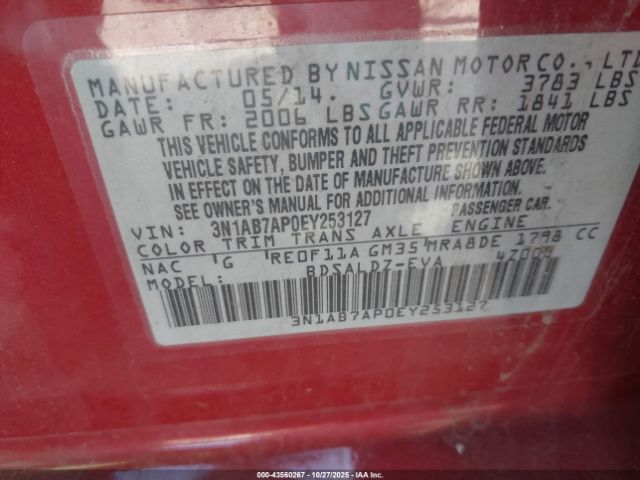 MANUFACTURED BY NISSAN MOTOR CO., LTD
DATE: 05/14. GVWR: 3783 LBS
GAWR FR: 2006 LBS GAWR RR: 1841 LBS
THIS VEHICLE CONFORMS TO ALL APPLICABLE FEDERAL MOTOR
VEHICLE SAFETY, BUMPER AND THEFT PREVENTION STANDARDS
IN EFFECT ON THE DATE OF MANUFACTURE SHOWN ABOVE.
SEE OWNER'S MANUAL FOR ADDITIONAL INFORMATION.
VIN: 3N1AB7AP0EY253127 PASSENGER CAR.
COLOR TRIM TRANS AXLE ENGINE
NAC G RE0F11A GM35 MRA8DE 1798 CC
MODEL: BDSALDZ-EVA
3N1AB7AP0EY253127
000-43560267 | 10/27/2025 | IAAI.COM